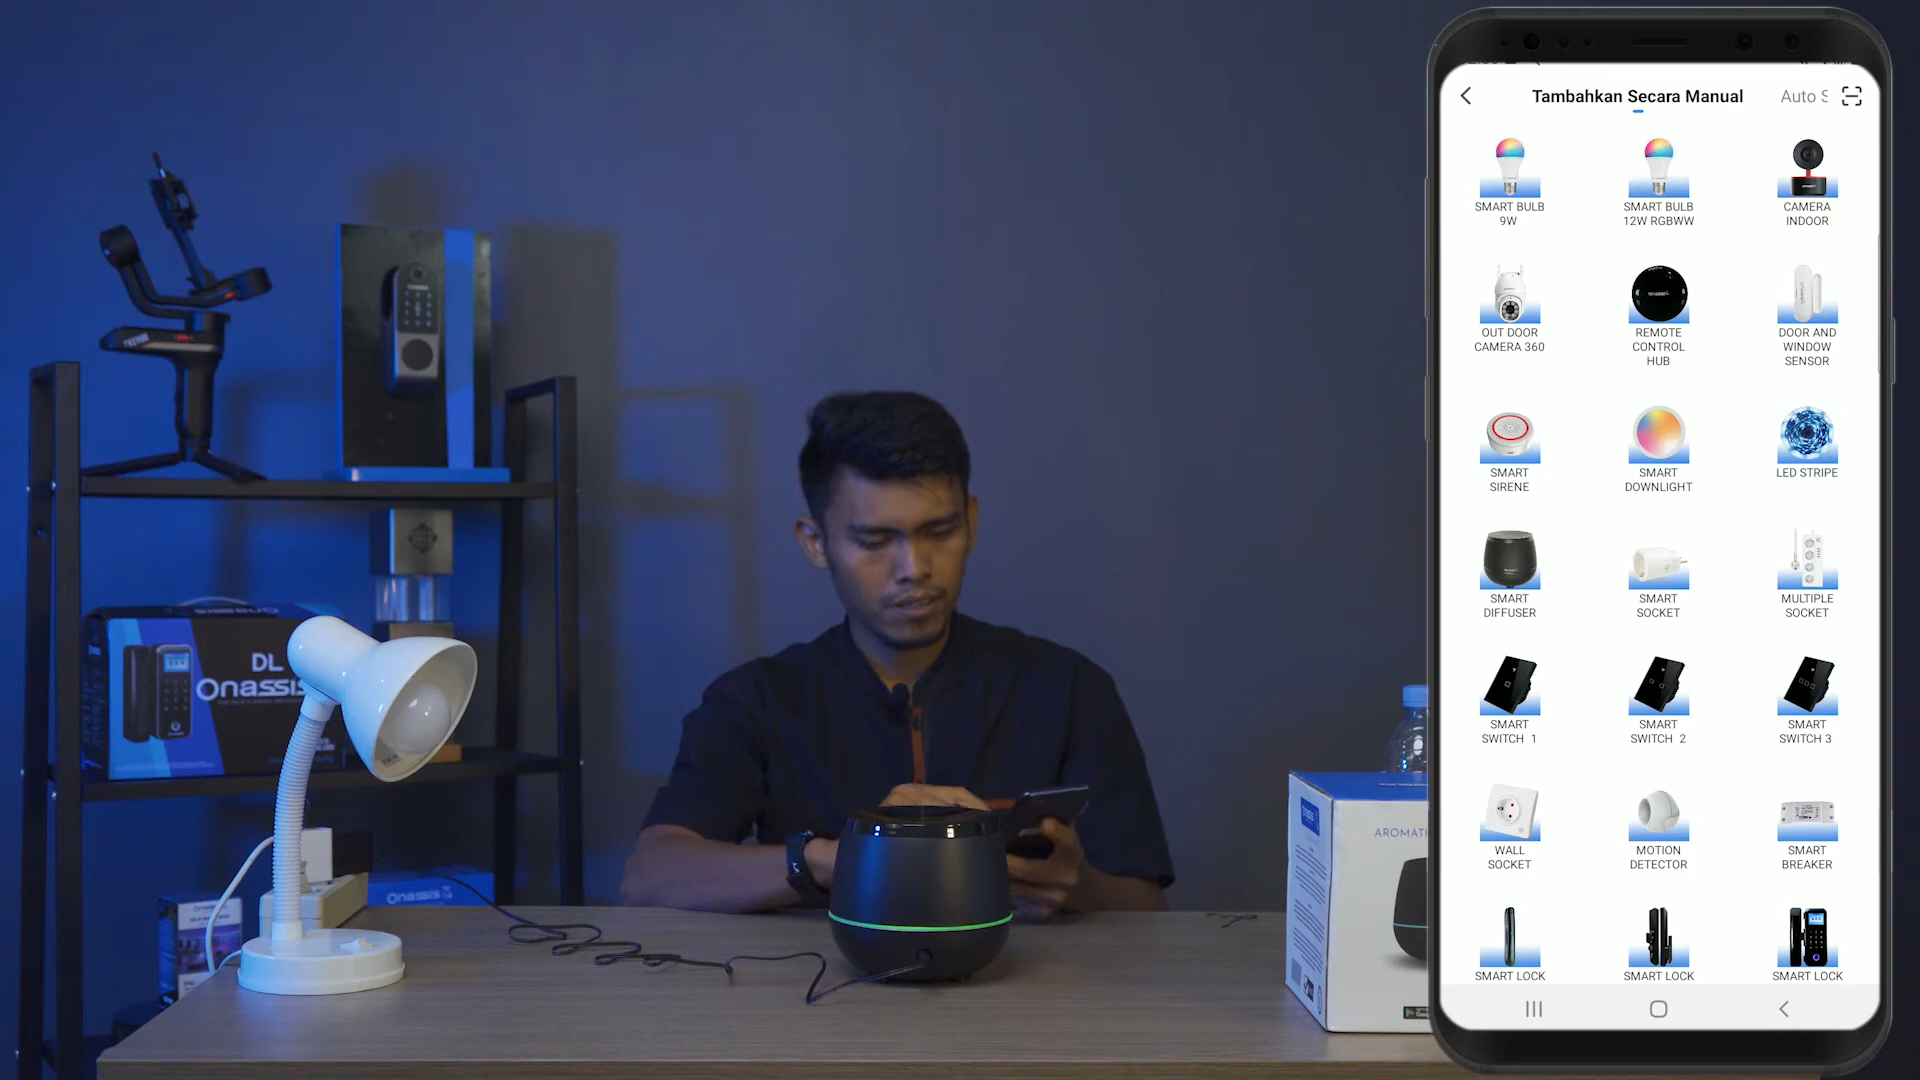 Tambahkan Secara Manual
Auto S
SMART BULB
9W
SMART BULB
12W RGBWW
CAMERA
INDOOR
OUT DOOR
CAMERA 360
REMOTE
CONTROL
HUB
DOOR AND
WINDOW
SENSOR
SMART
SIRENE
SMART
DOWNLIGHT
LED STRIPE
SMART
DIFFUSER
SMART
SOCKET
MULTIPLE
SOCKET
SMART
SWITCH 1
SMART
SWITCH 2
SMART
SWITCH 3
WALL
SOCKET
MOTION
DETECTOR
SMART
BREAKER
SMART LOCK
SMART LOCK
SMART LOCK
DL
Onassis
Onassis
AROMATH